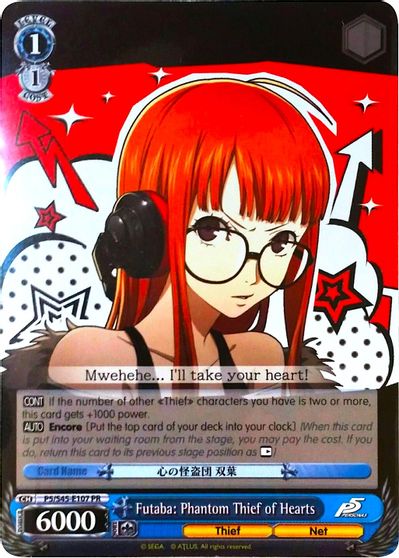 LEVEL
1
1
COST
Mwehehe... I'll take your heart!
CONT If the number of other «Thief» characters you have is two or more,
this card gets +1000 power.
AUTO Encore [Put the top card of your deck into your clock] (When this card
is put into your waiting room from the stage, you may pay the cost. If you
do, return this card to its previous stage position as
Card Name
心の怪盗団 双葉
CH P5/S45-E107 PR
Futaba: Phantom Thief of Hearts
P5
PERSONA5
POWER
6000
Thief
Net
© SEGA © ATLUS. All rights reserved.